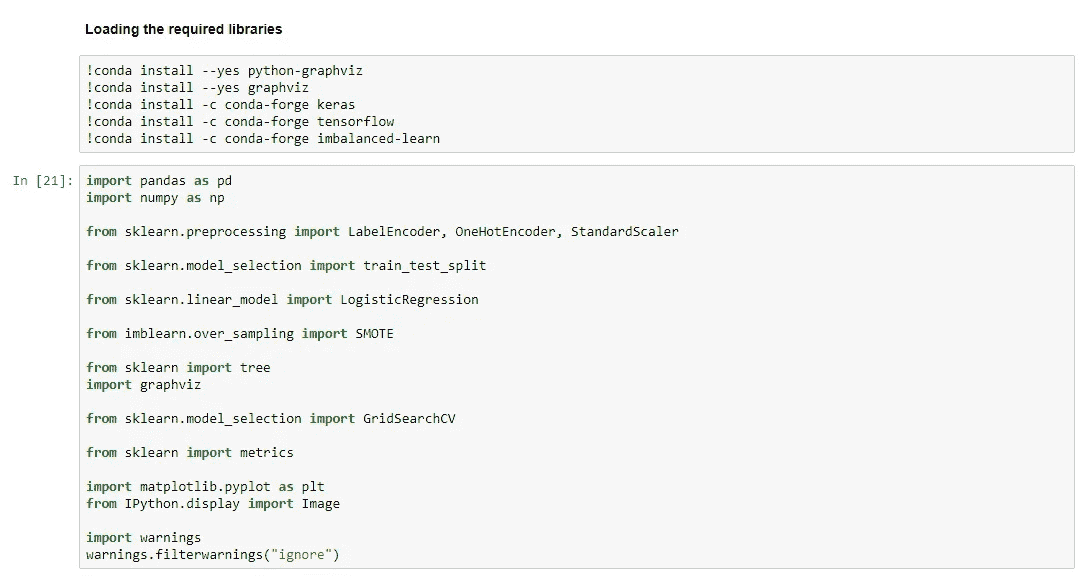 Loading the required libraries
!conda install --yes python-graphviz
!conda install --yes graphviz
!conda install -c conda-forge keras
!conda install -c conda-forge tensorflow
!conda install -c conda-forge imbalanced-learn
In [21]: import pandas as pd
import numpy as np
from sklearn.preprocessing import LabelEncoder, OneHotEncoder, StandardScaler
from sklearn.model_selection import train_test_split
from sklearn.linear_model import LogisticRegression
from imblearn.over_sampling import SMOTE
from sklearn import tree
import graphviz
from sklearn.model_selection import GridSearchCV
from sklearn import metrics
import matplotlib.pyplot as plt
from IPython.display import Image
import warnings
warnings.filterwarnings("ignore")